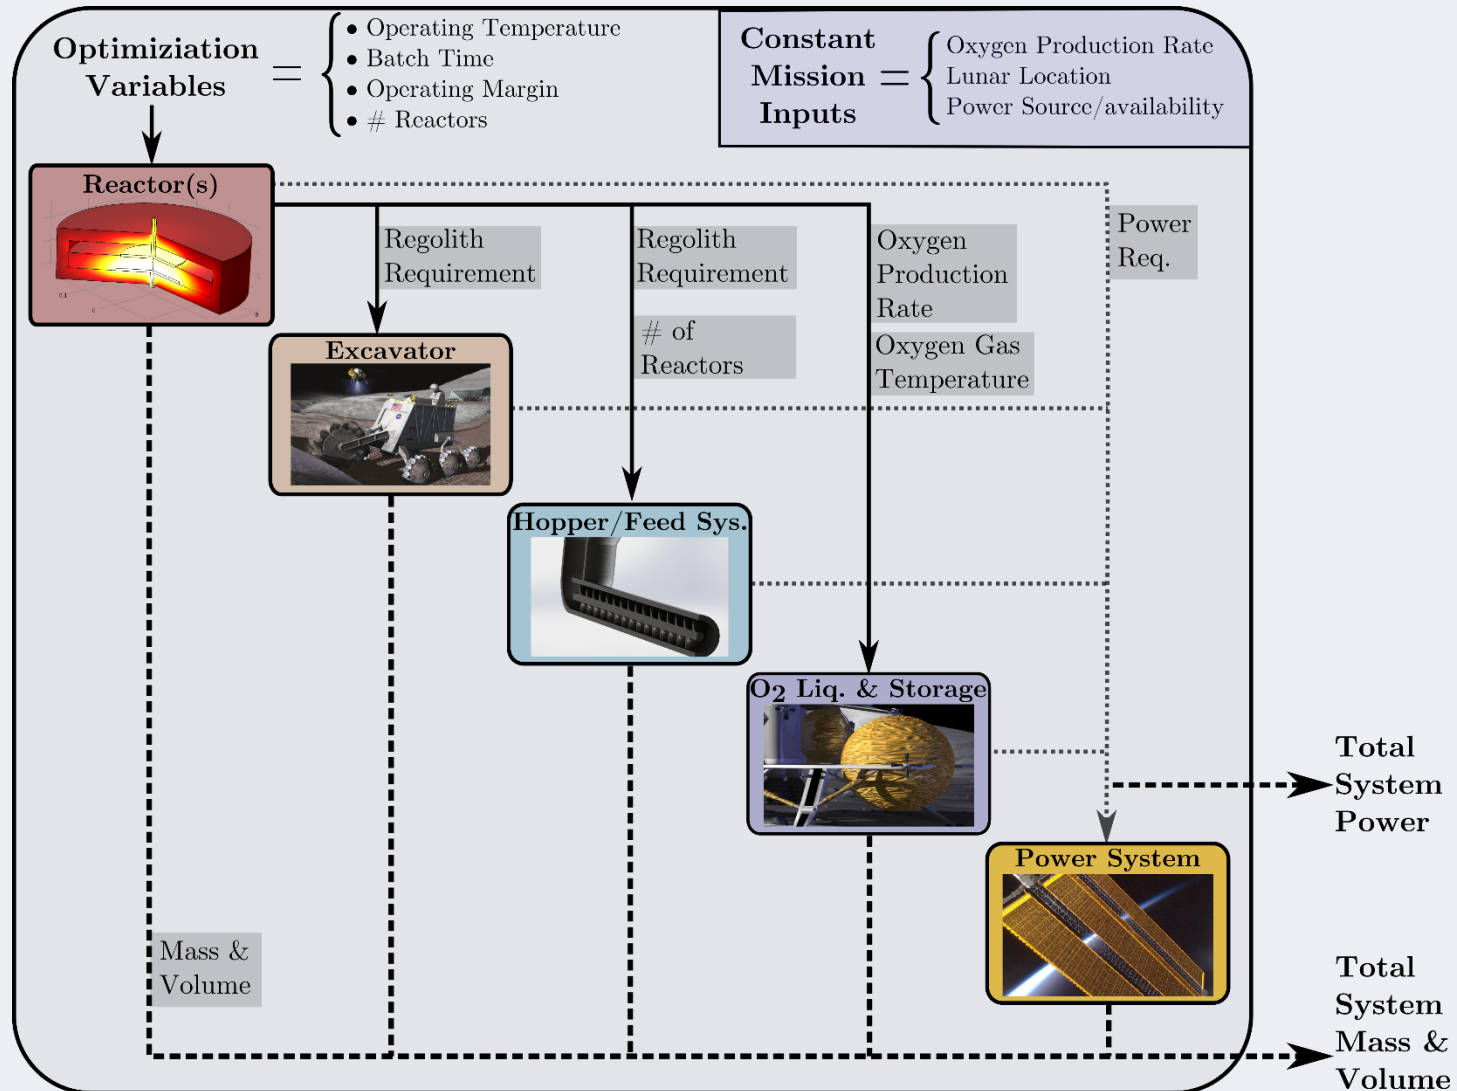 Optimiziation
Variables
=
• Operating Temperature
• Batch Time
• Operating Margin
• # Reactors
Constant
Mission
Inputs
=
Oxygen Production Rate
Lunar Location
Power Source/availability
Reactor(s)
Regolith
Requirement
Regolith
Requirement
# of
Reactors
Oxygen
Production
Rate
Oxygen Gas
Temperature
Power
Req.
Excavator
Hopper/Feed Sys.
O2 Liq. & Storage
Power System
Mass &
Volume
Total
System
Power
Total
System
Mass &
Volume